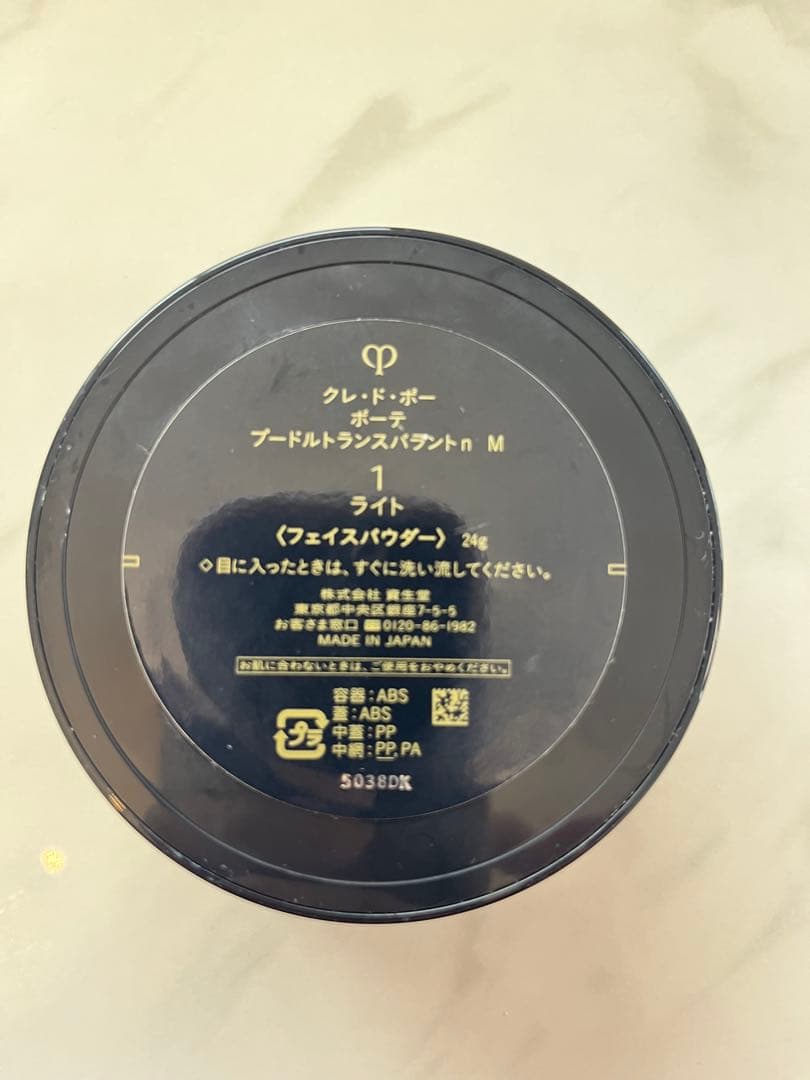 クレ・ド・ポー
ボーテ
プードルトランスパラントn M
1
ライト
〈フェイスパウダー〉 24g
◇目に入ったときは、すぐに洗い流してください。
株式会社 資生堂
東京都中央区銀座7-5-5
お客さま窓口 0120-86-1982
MADE IN JAPAN
お肌に合わないときは、ご使用をおやめください。
容器:ABS
蓋:ABS
中蓋:PP
中網:PP,PA
プラ
5038DK